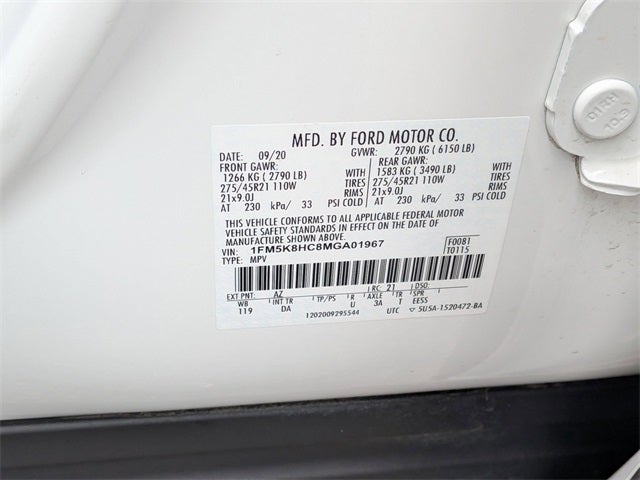 MFD. BY FORD MOTOR CO.
DATE: 09/20 GVWR: 2790 KG ( 6150 LB)
FRONT GAWR: REAR GAWR:
1266 KG ( 2790 LB) WITH 1583 KG ( 3490 LB) WITH
275/45R21 110W TIRES 275/45R21 110W TIRES
21x9.0J RIMS 21x9.0J RIMS
AT 230 kPa/ 33 PSI COLD AT 230 kPa/ 33 PSI COLD
THIS VEHICLE CONFORMS TO ALL APPLICABLE FEDERAL MOTOR
VEHICLE SAFETY AND THEFT PREVENTION STANDARDS IN EFFECT ON THE DATE OF
MANUFACTURE SHOWN ABOVE.
VIN: 1FM5K8HC8MGA01967 F0081
TYPE: MPV T0115
EXT PNT: AZ RC: 21 DSO:
WB INT TR TP/PS R AXLE TR SPR
119 DA U 3A T EESS
1202009295544 UTC 5U5A-1520472-BA